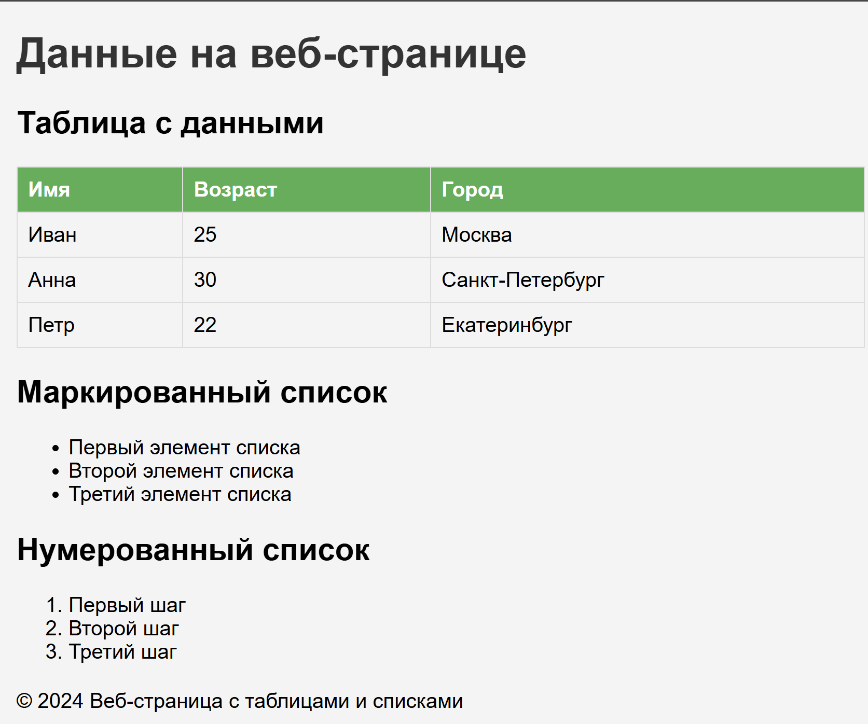 Данные на веб-странице
Таблица с данными
Имя Возраст Город
Иван 25 Москва
Анна 30 Санкт-Петербург
Петр 22 Екатеринбург
Маркированный список
• Первый элемент списка
• Второй элемент списка
• Третий элемент списка
Нумерованный список
1. Первый шаг
2. Второй шаг
3. Третий шаг
© 2024 Веб-страница с таблицами и списками